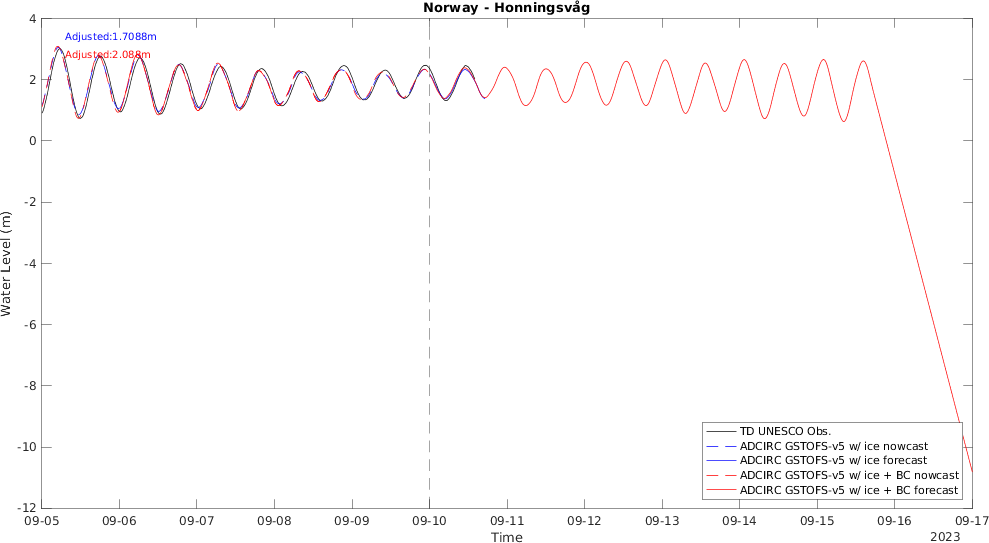 Norway - Honningsvåg
Adjusted:1.7088m
Adjusted:2.088m
4
2
0
-2
-4
-6
-8
-10
-12
Water Level (m)
TD UNESCO Obs.
ADCIRC GSTOFS-v5 w/ ice nowcast
ADCIRC GSTOFS-v5 w/ ice forecast
ADCIRC GSTOFS-v5 w/ ice + BC nowcast
ADCIRC GSTOFS-v5 w/ ice + BC forecast
09-05 09-06 09-07 09-08 09-09 09-10 09-11 09-12 09-13 09-14 09-15 09-16 09-17
Time
2023